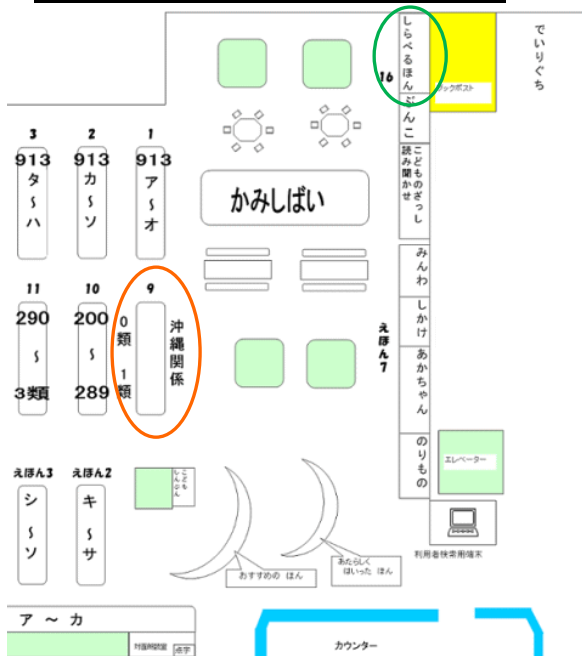 でいりぐち
しらべるほん
16
ックポスト
ぶんこ
こどものざっし
読み聞かせ
かみしばい
3
2
1
913
タ～ハ
913
カ～ソ
913
ア～オ
みんわ
しかけ
あかちゃん
のりもの
えほん7
11
10
9
290
～
3類
200
～
289
0類
1類
沖縄関係
えほん3
えほん2
シ～ソ
キ～サ
こども
しんぶん
エレベーター
利用者検索用端末
おすすめの ほん
あたらしく
はいった ほん
ア ～ カ
対面朗読室
点字
カウンター